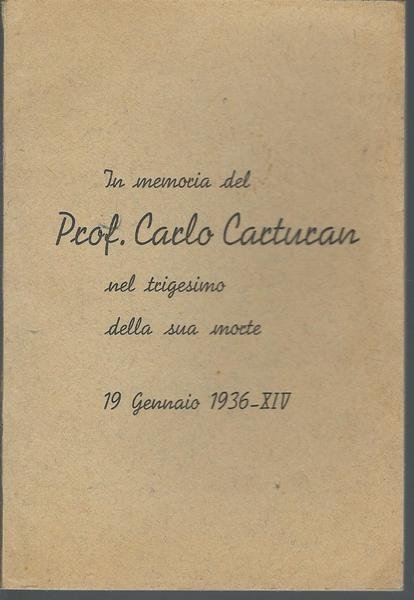 In memoria del
Prof. Carlo Carturan
nel trigesimo
della sua morte
19 Gennaio 1936-XIV